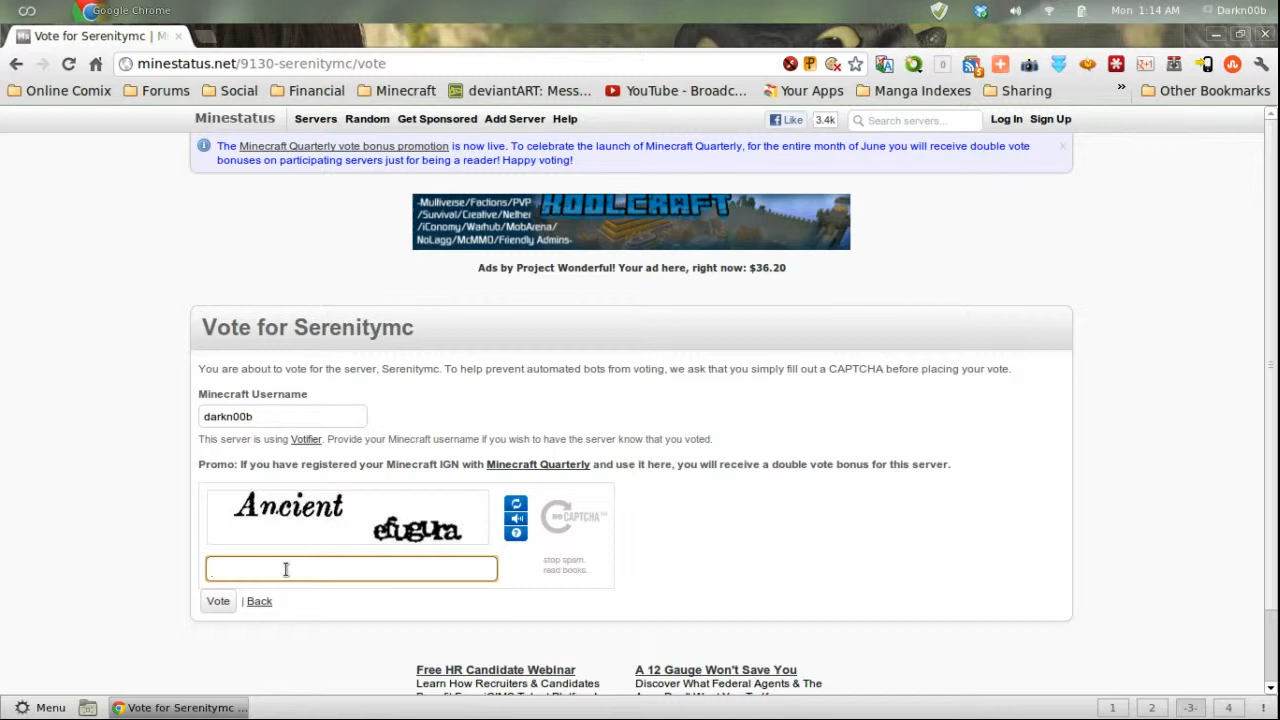 Google Chrome
Mon 1:14 AM
Darkn00b
Vote for Serenitymc | M
minestatus.net/9130-serenitymc/vote
Online Comix Forums Social Financial Minecraft deviantART: Mess... YouTube - Broadc... Your Apps Manga Indexes Sharing » Other Bookmarks
Minestatus Servers Random Get Sponsored Add Server Help Like 3.4k Search servers... Log In Sign Up
The Minecraft Quarterly vote bonus promotion is now live. To celebrate the launch of Minecraft Quarterly, for the entire month of June you will receive double vote
bonuses on participating servers just for being a reader! Happy voting!
-Multiverse/Factions/PVP
/Survival/Creative/Nether
/iConomy/Warhub/MobArena/
NoLagg/McMMO/Friendly Admins-
KOOLCRAFT
Ads by Project Wonderful! Your ad here, right now: $36.20
Vote for Serenitymc
You are about to vote for the server, Serenitymc. To help prevent automated bots from voting, we ask that you simply fill out a CAPTCHA before placing your vote.
Minecraft Username
darkn00b
This server is using Votifier. Provide your Minecraft username if you wish to have the server know that you voted.
Promo: If you have registered your Minecraft IGN with Minecraft Quarterly and use it here, you will receive a double vote bonus for this server.
Ancient
efugura
reCAPTCHA
stop spam.
read books.
Vote | Back
Free HR Candidate Webinar
Learn How Recruiters & Candidates
A 12 Gauge Won't Save You
Discover What Federal Agents & The
Menu
Vote for Serenitymc ...
1 2 -3- 4 !